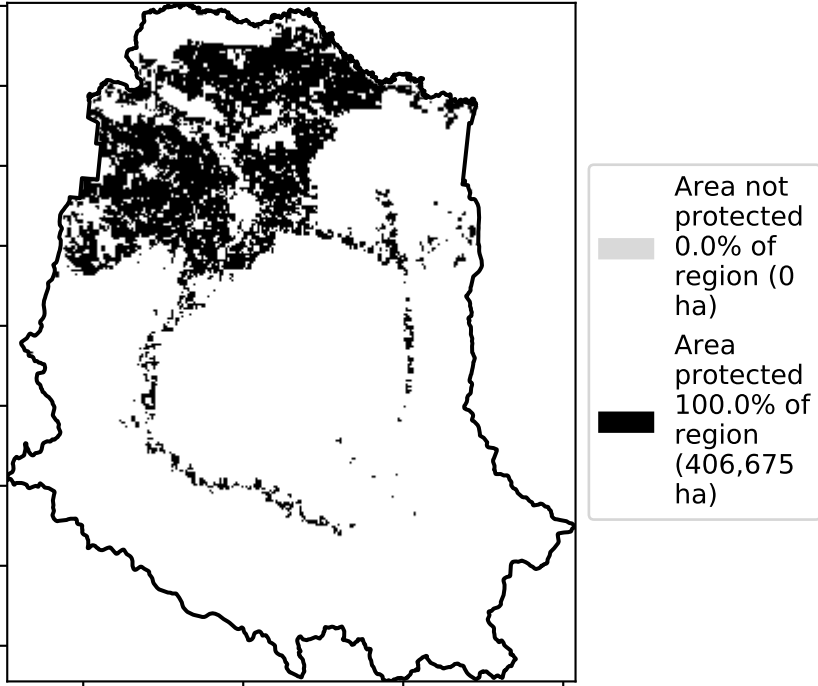 Area not
protected
0.0% of
region (0
ha)
Area
protected
100.0% of
region
(406,675
ha)